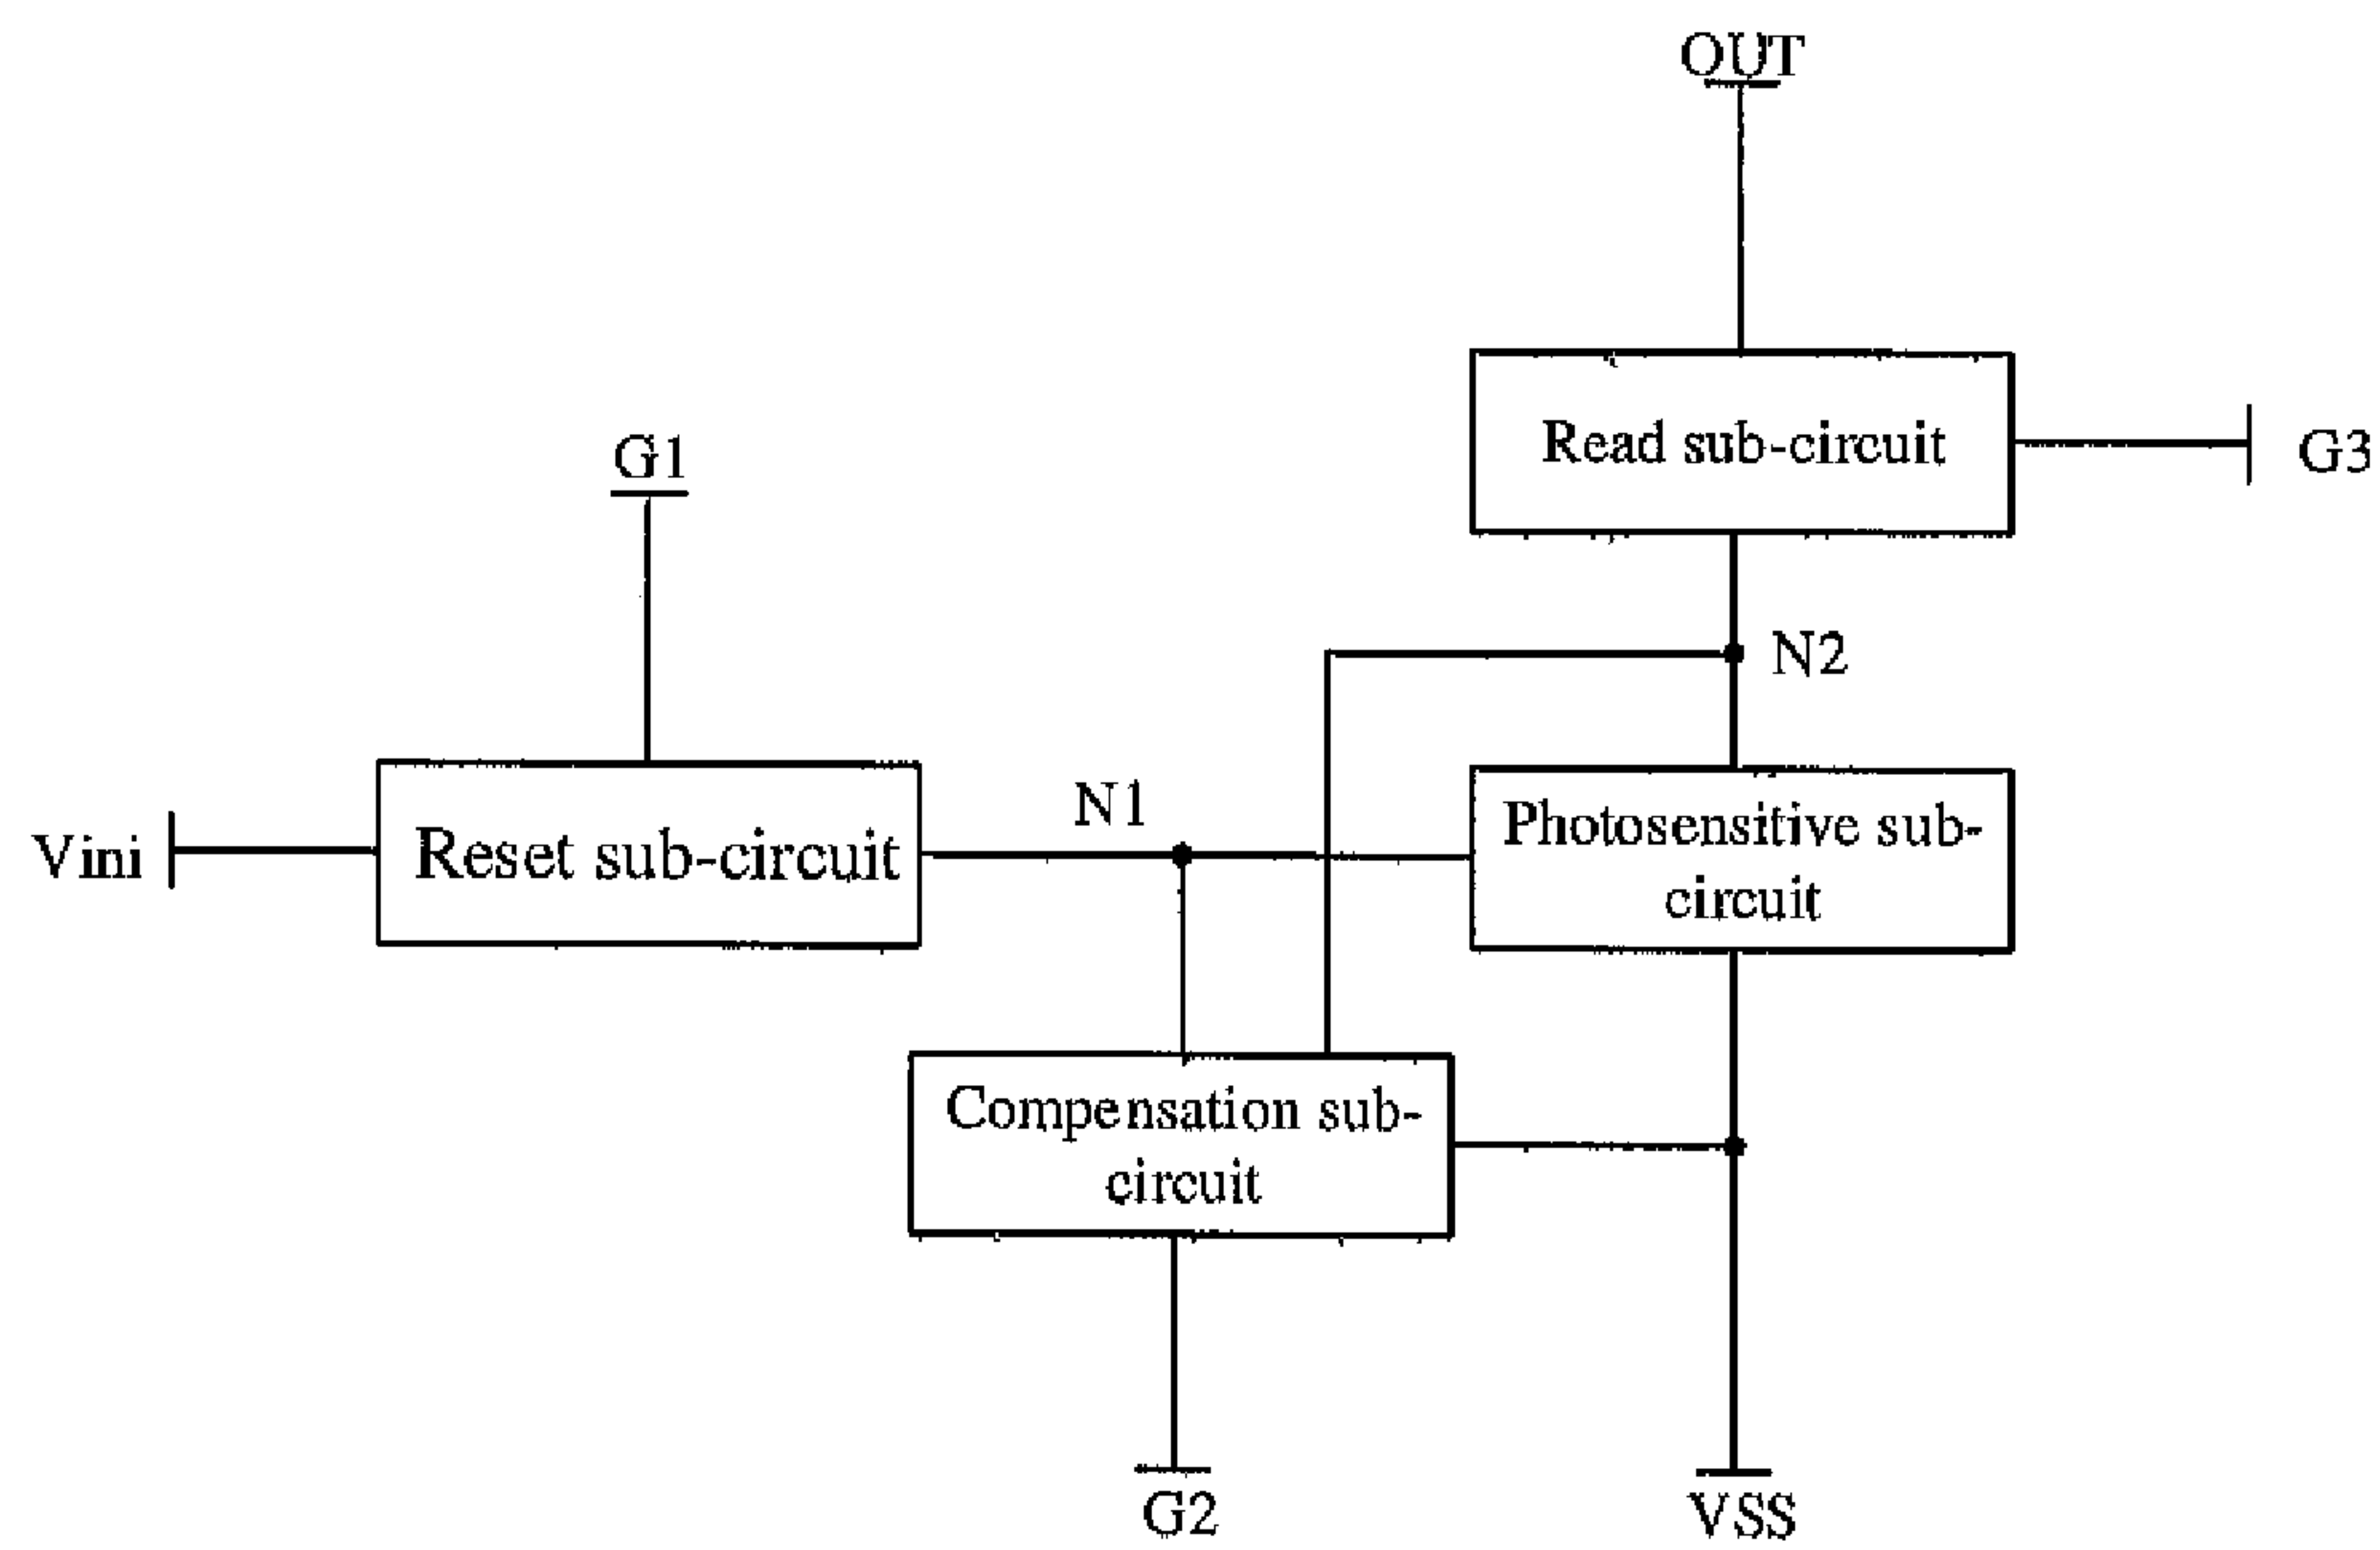 OUT
Read sub-circuit
G3
G1
N2
N1
Vini
Reset sub-circuit
Photosensitive sub-
circuit
Compensation sub-
circuit
G2
VSS